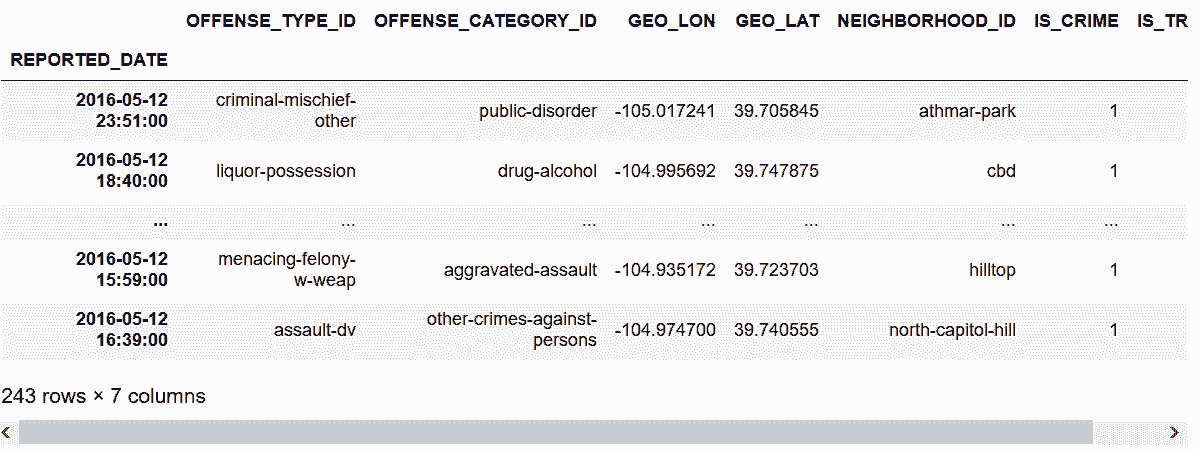 OFFENSE_TYPE_ID OFFENSE_CATEGORY_ID GEO_LON GEO_LAT NEIGHBORHOOD_ID IS_CRIME IS_TR
REPORTED_DATE
2016-05-12 23:51:00 criminal-mischief-other public-disorder -105.017241 39.705845 athmar-park 1
2016-05-12 18:40:00 liquor-possession drug-alcohol -104.995692 39.747875 cbd 1
... ... ... ... ... ... ...
2016-05-12 15:59:00 menacing-felony-w-weap aggravated-assault -104.935172 39.723703 hilltop 1
2016-05-12 16:39:00 assault-dv other-crimes-against-persons -104.974700 39.740555 north-capitol-hill 1
243 rows × 7 columns